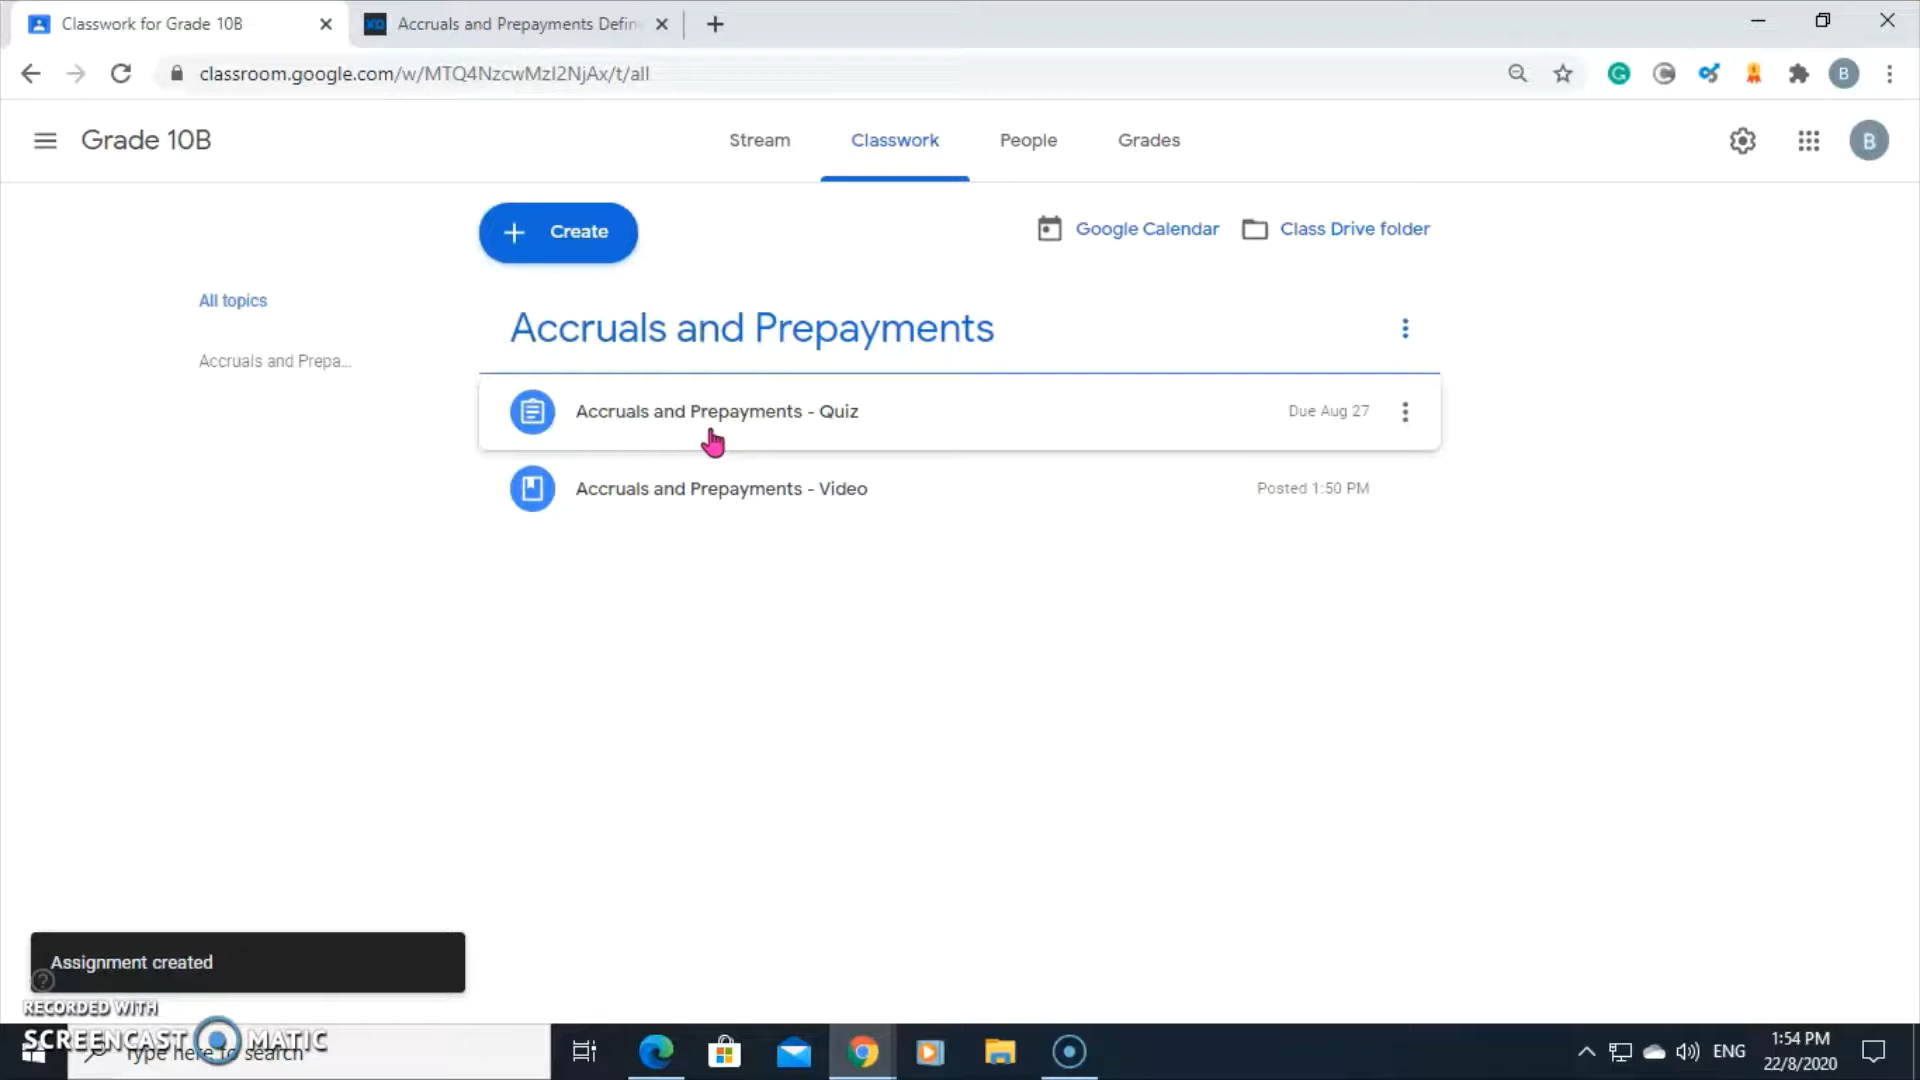 Classwork for Grade 10B
Accruals and Prepayments Defin
classroom.google.com/w/MTQ4NzcwMzI2NjAx/t/all
B
Grade 10B
Stream
Classwork
People
Grades
B
+ Create
Google Calendar
Class Drive folder
All topics
Accruals and Prepayments
Accruals and Prepa...
Accruals and Prepayments - Quiz
Due Aug 27
Accruals and Prepayments - Video
Posted 1:50 PM
Assignment created
RECORDED WITH
SCREENCAST MATIC
Type here to search
ENG
1:54 PM
22/8/2020